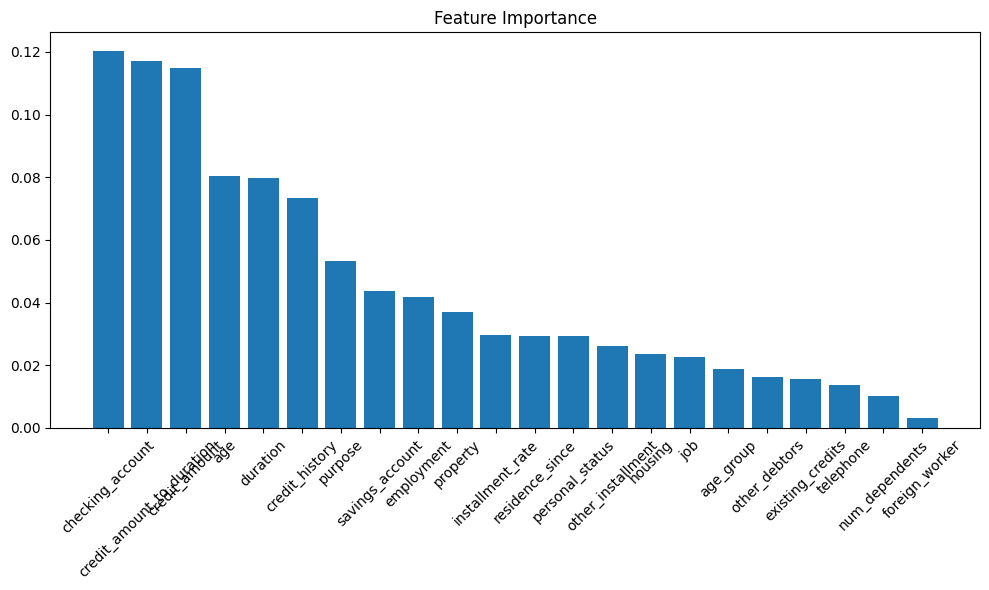 Feature Importance
0.12
0.10
0.08
0.06
0.04
0.02
0.00
checking_account
credit_amount_to_duration
credit_amount
age
duration
credit_history
purpose
savings_account
employment
property
installment_rate
residence_since
personal_status
other_installment
housing
job
age_group
other_debtors
existing_credits
telephone
num_dependents
foreign_worker